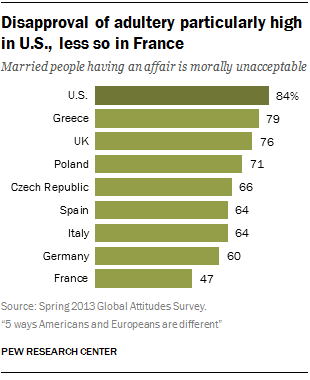 Disapproval of adultery particularly high
in U.S., less so in France
Married people having an affair is morally unacceptable
U.S. 84%
Greece 79
UK 76
Poland 71
Czech Republic 66
Spain 64
Italy 64
Germany 60
France 47
Source: Spring 2013 Global Attitudes Survey.
“5 ways Americans and Europeans are different”
PEW RESEARCH CENTER